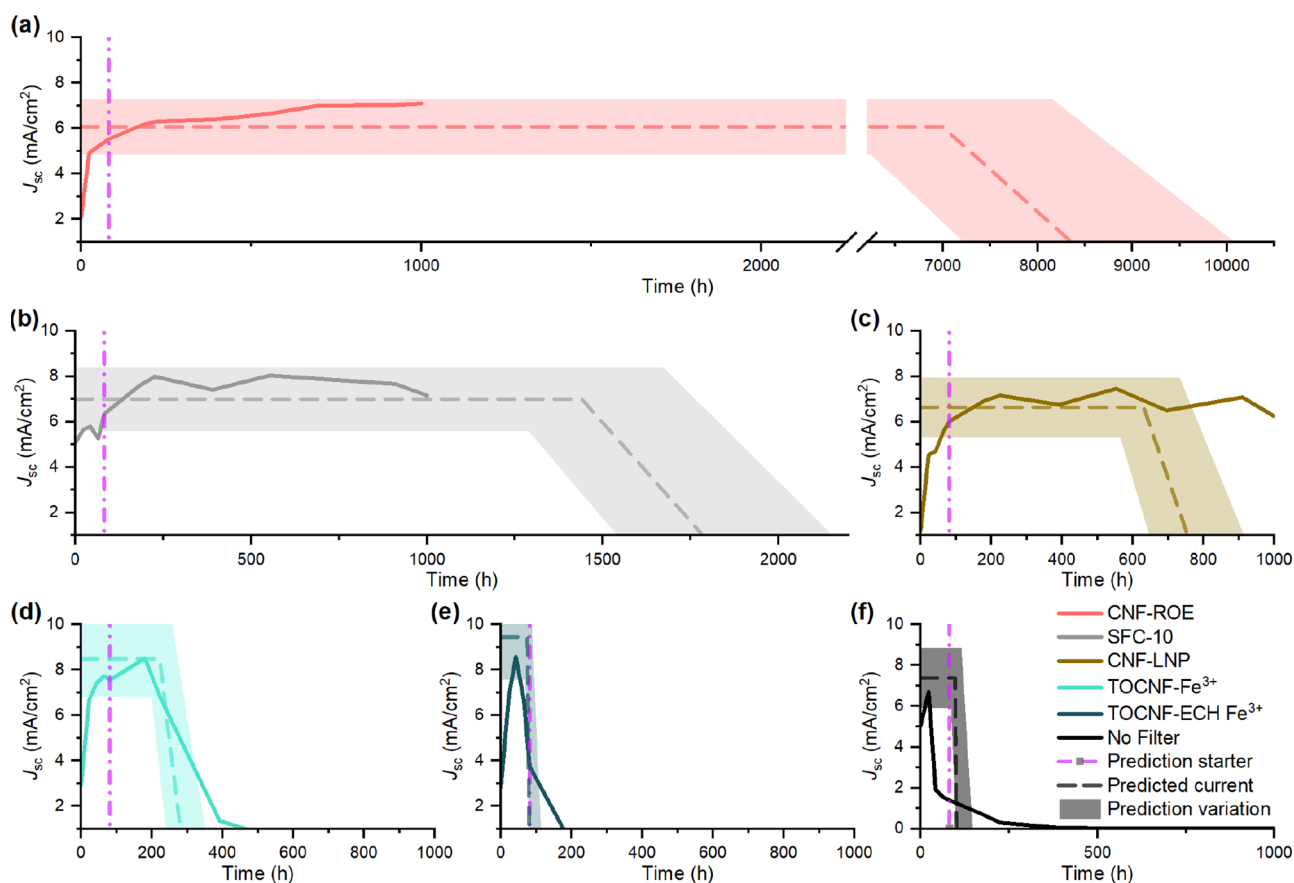 (a)
10
8
6
4
2
Jsc (mA/cm²)
0
1000
2000
7000
8000
9000
10000
Time (h)
(b)
10
8
6
4
2
Jsc (mA/cm²)
0
500
1000
1500
2000
Time (h)
(c)
10
8
6
4
2
Jsc (mA/cm²)
0
200
400
600
800
1000
Time (h)
(d)
10
8
6
4
2
Jsc (mA/cm²)
0
200
400
600
800
1000
Time (h)
(e)
10
8
6
4
2
Jsc (mA/cm²)
0
200
400
600
800
1000
Time (h)
(f)
10
8
6
4
2
0
Jsc (mA/cm²)
0
500
1000
Time (h)
CNF-ROE
SFC-10
CNF-LNP
TOCNF-Fe³⁺
TOCNF-ECH Fe³⁺
No Filter
Prediction starter
Predicted current
Prediction variation